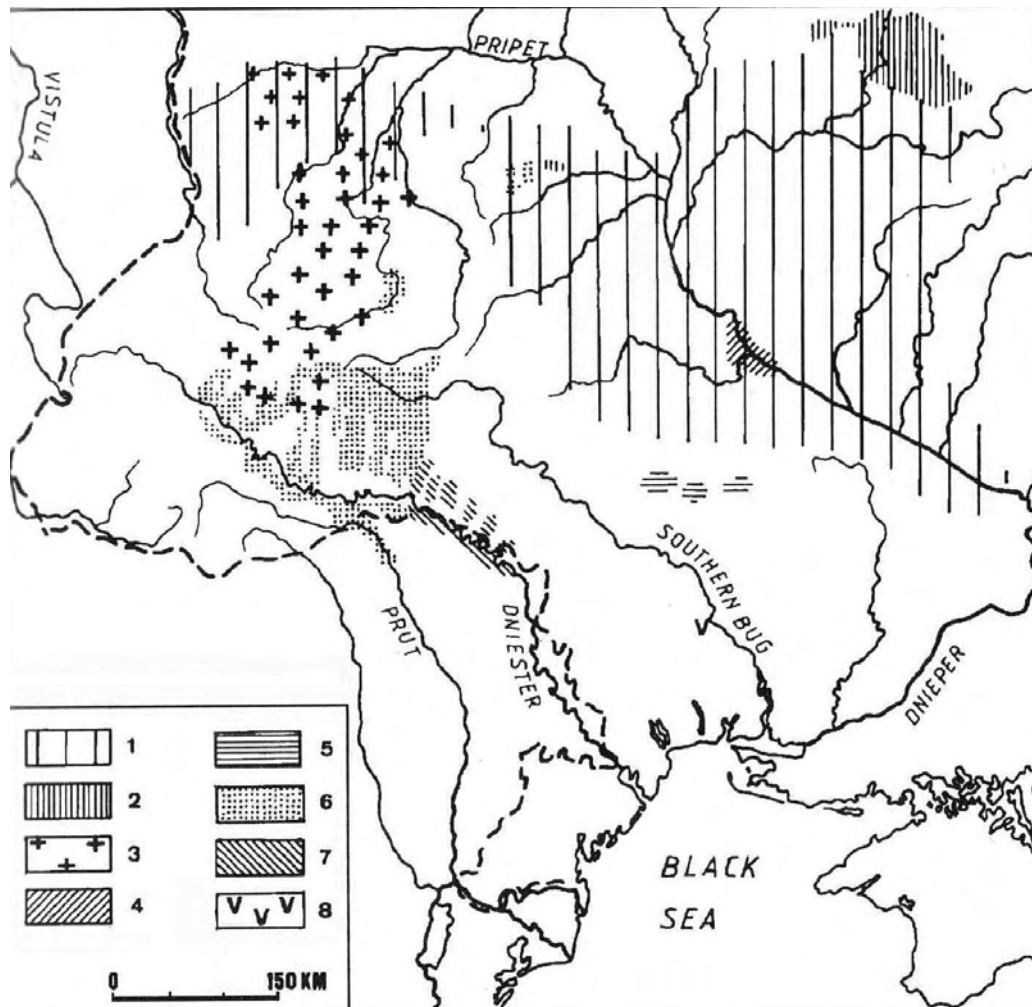 PRIPET
VISTULA
SOUTHERN BUG
PRUT
DNIESTER
DNIEPER
BLACK
SEA
1
2
3
4
5
6
7
8
0 150 KM